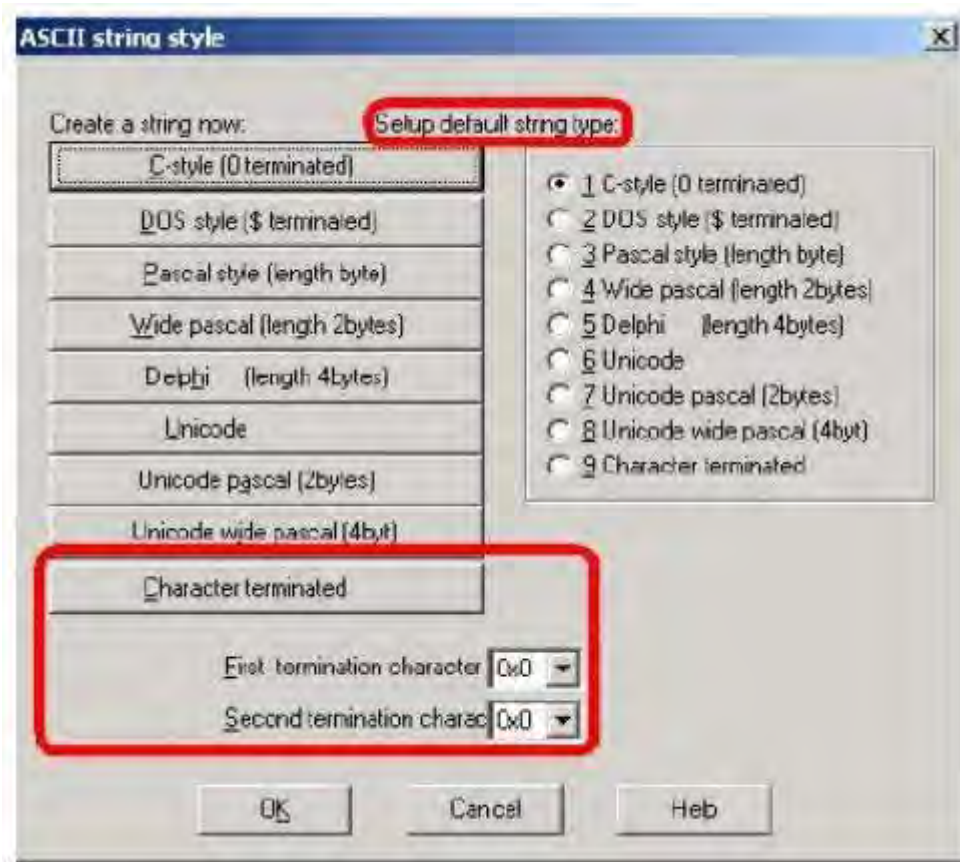 ASCII string style
Create a string now:
Setup default string type:
C-style (0 terminated)
DOS style ($ terminated)
Pascal style (length byte)
Wide pascal (length 2bytes)
Delphi (length 4bytes)
Unicode
Unicode pascal (2bytes)
Unicode wide pascal (4byt)
Character terminated
First termination character 0x0
Second termination charac 0x0
1 C-style (0 terminated)
2 DOS style ($ terminated)
3 Pascal style (length byte)
4 Wide pascal (length 2bytes)
5 Delphi (length 4bytes)
6 Unicode
7 Unicode pascal (2bytes)
8 Unicode wide pascal (4byt)
9 Character terminated
OK
Cancel
Help